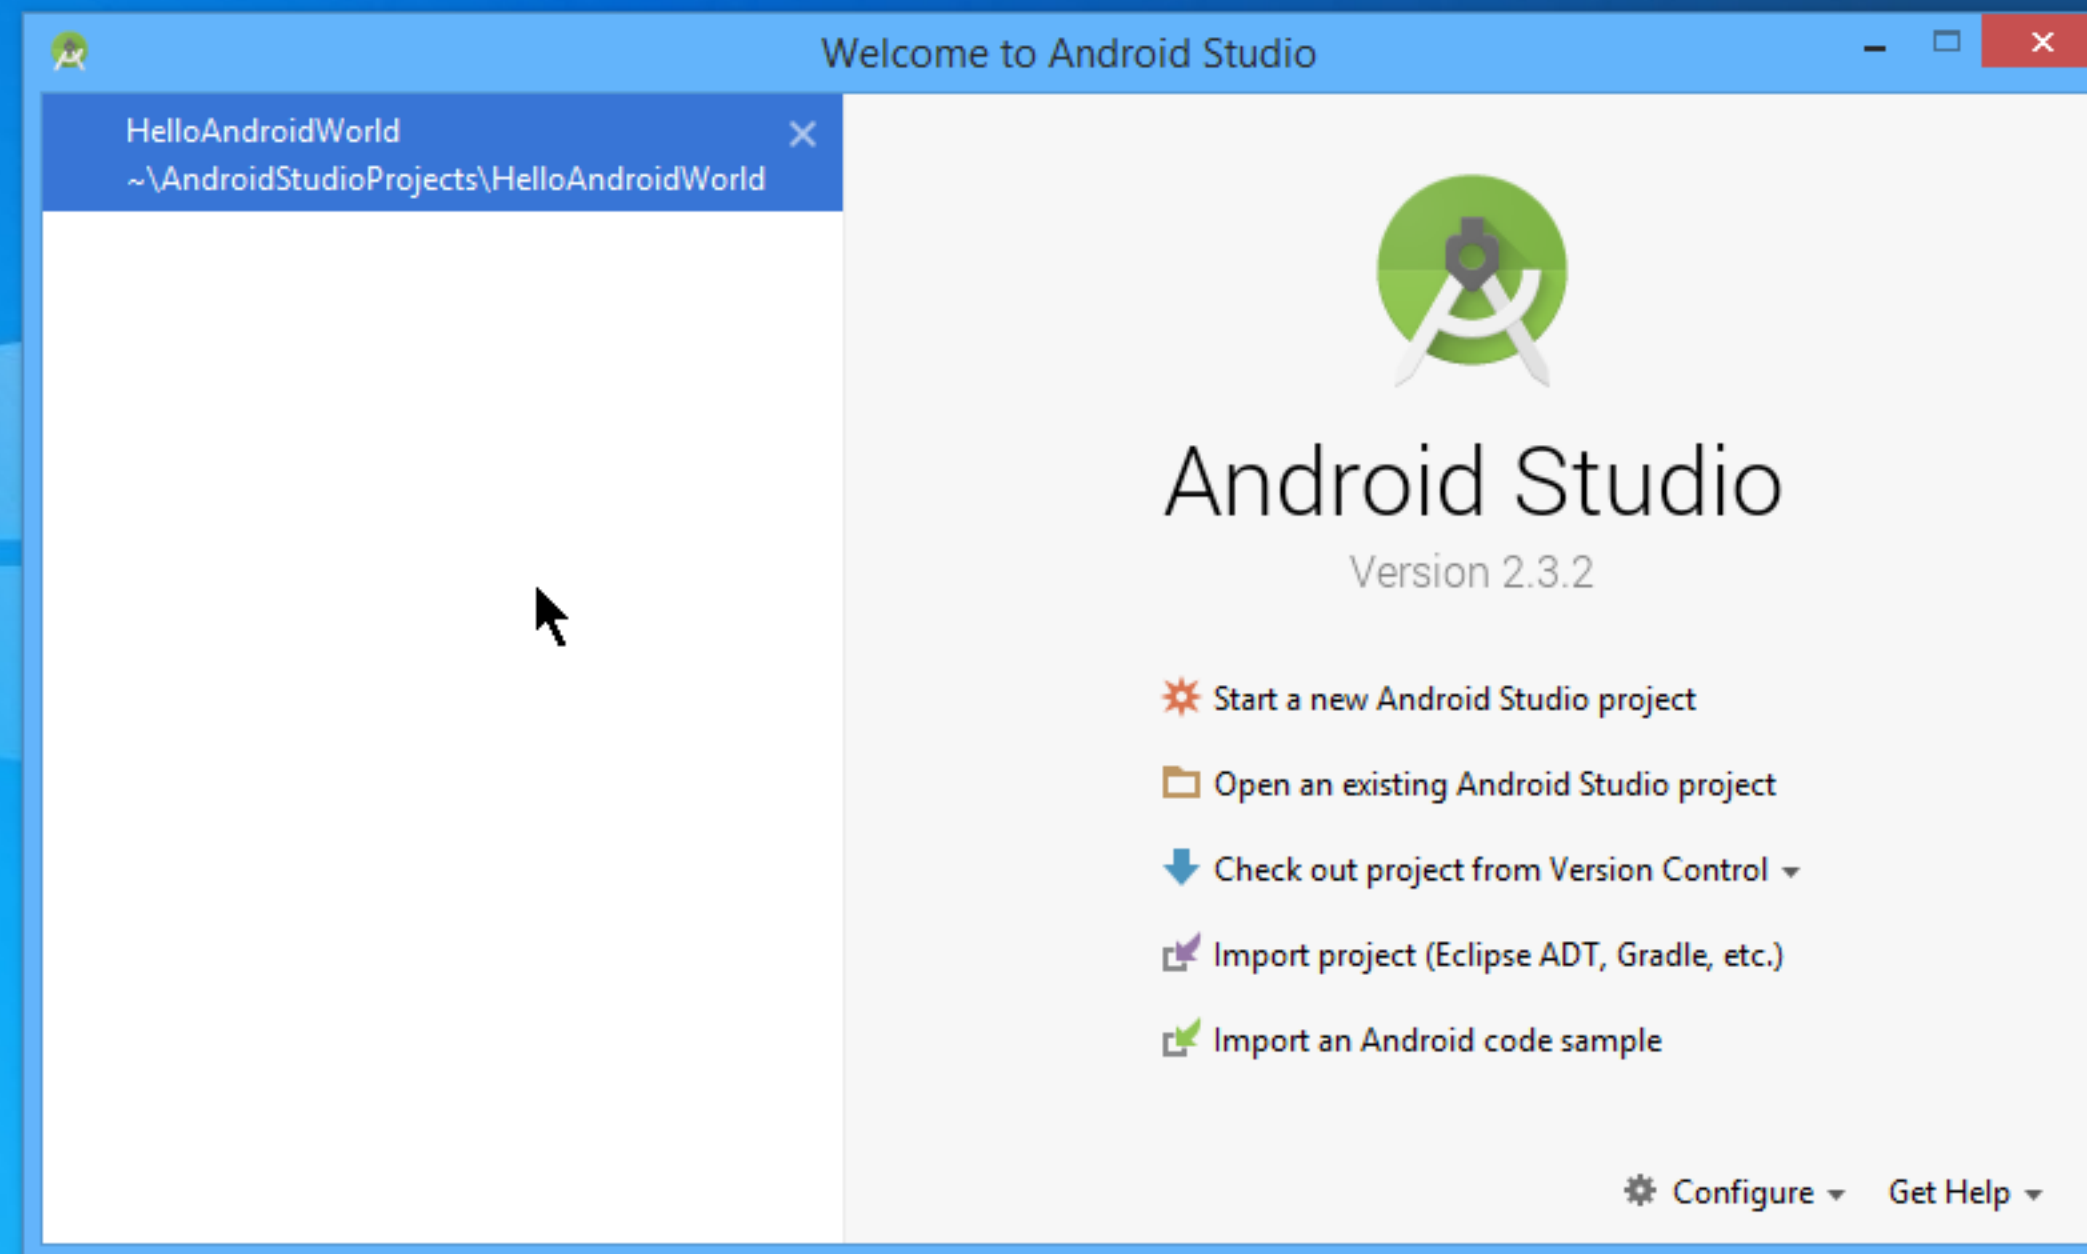 Welcome to Android Studio
HelloAndroidWorld
~\AndroidStudioProjects\HelloAndroidWorld
Android Studio
Version 2.3.2
Start a new Android Studio project
Open an existing Android Studio project
Check out project from Version Control
Import project (Eclipse ADT, Gradle, etc.)
Import an Android code sample
Configure Get Help